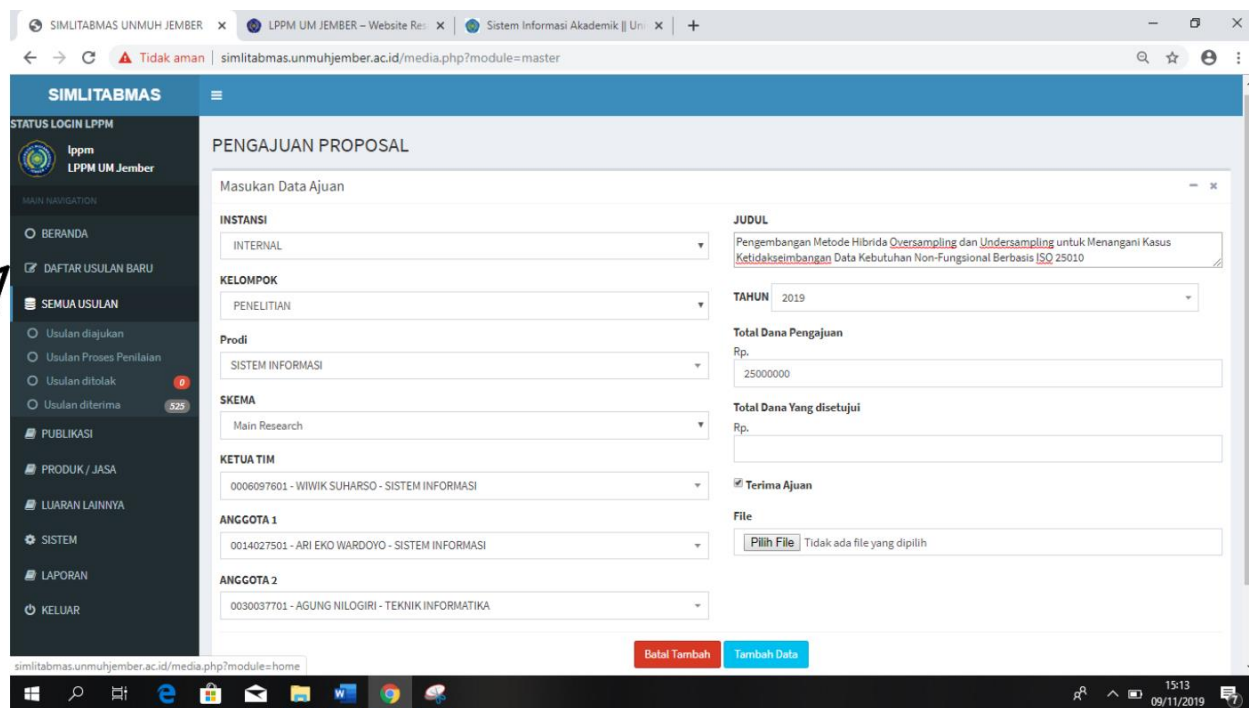 SIMLITABMAS UNMUH JEMBER
LPPM UM JEMBER – Website Res
Sistem Informasi Akademik || Uni
Tidak aman
simlitabmas.unmuhjember.ac.id/media.php?module=master
SIMLITABMAS
STATUS LOGIN LPPM
lppm
LPPM UM Jember
MAIN NAVIGATION
BERANDA
DAFTAR USULAN BARU
SEMUA USULAN
Usulan diajukan
Usulan Proses Penilaian
Usulan ditolak 0
Usulan diterima 525
PUBLIKASI
PRODUK / JASA
LUARAN LAINNYA
SISTEM
LAPORAN
KELUAR
PENGAJUAN PROPOSAL
Masukan Data Ajuan
INSTANSI
INTERNAL
KELOMPOK
PENELITIAN
Prodi
SISTEM INFORMASI
SKEMA
Main Research
KETUA TIM
0006097601 - WIWIK SUHARSO - SISTEM INFORMASI
ANGGOTA 1
0014027501 - ARI EKO WARDOYO - SISTEM INFORMASI
ANGGOTA 2
0030037701 - AGUNG NILOGIRI - TEKNIK INFORMATIKA
JUDUL
Pengembangan Metode Hibrida Oversampling dan Undersampling untuk Menangani Kasus
Ketidakseimbangan Data Kebutuhan Non-Fungsional Berbasis ISO 25010
TAHUN 2019
Total Dana Pengajuan
Rp.
25000000
Total Dana Yang disetujui
Rp.
Terima Ajuan
File
Pilih File Tidak ada file yang dipilih
Batal Tambah
Tambah Data
simlitabmas.unmuhjember.ac.id/media.php?module=home
15:13
09/11/2019